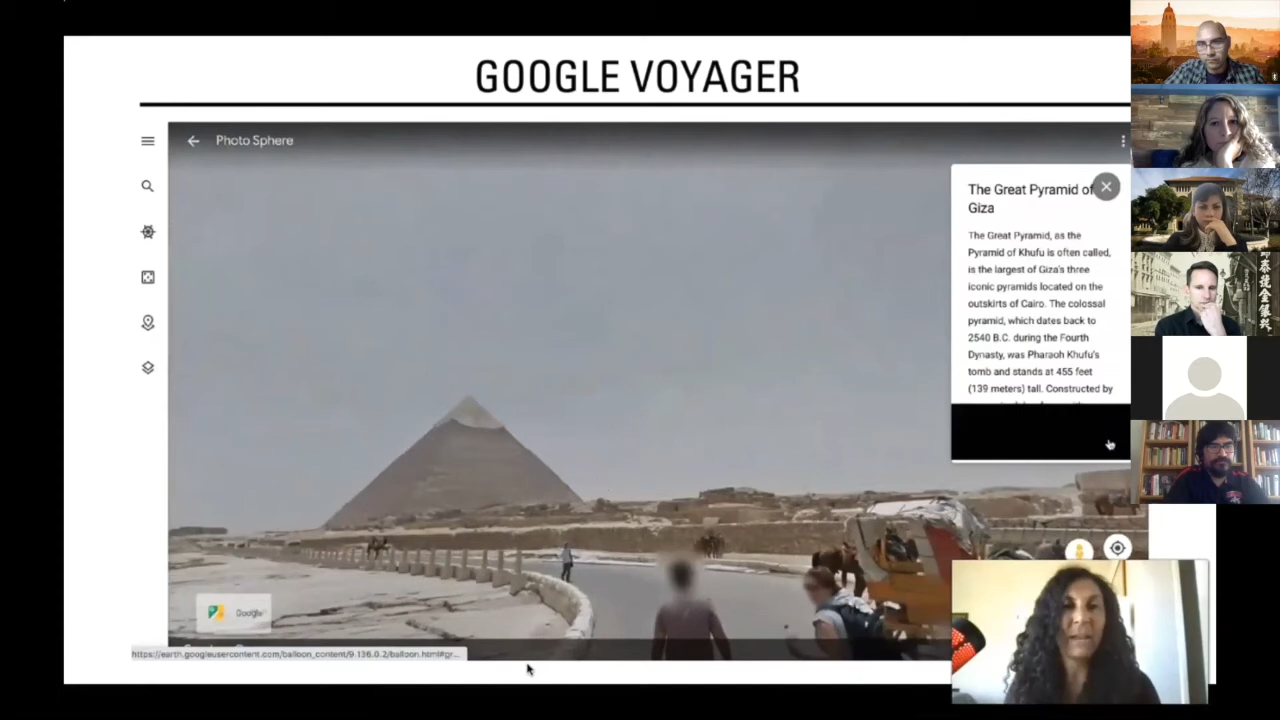 GOOGLE VOYAGER
Photo Sphere
The Great Pyramid of
Giza
The Great Pyramid, as the
Pyramid of Khufu is often called,
is the largest of Giza's three
iconic pyramids located on the
outskirts of Cairo. The colossal
pyramid, which dates back to
2540 B.C. during the Fourth
Dynasty, was Pharaoh Khufu's
tomb and stands at 455 feet
(139 meters) tall. Constructed by
Google
https://earth.googleusercontent.com/balloon_content/9.136.0.2/balloon.html#gr...